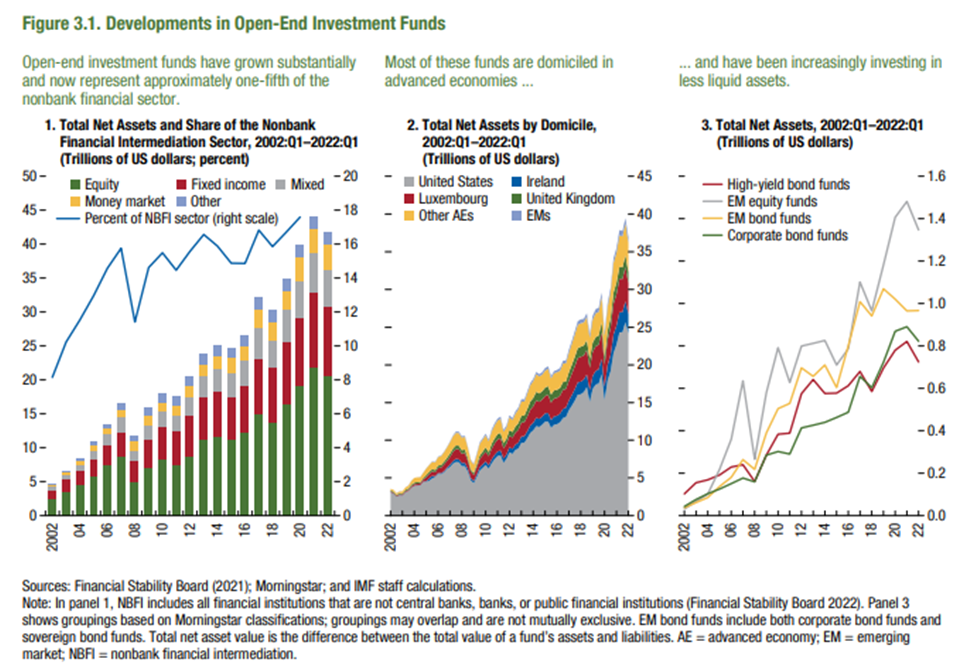 Figure 3.1. Developments in Open-End Investment Funds
Open-end investment funds have grown substantially
and now represent approximately one-fifth of the
nonbank financial sector.
Most of these funds are domiciled in
advanced economies ...
... and have been increasingly investing in
less liquid assets.
1. Total Net Assets and Share of the Nonbank
Financial Intermediation Sector, 2002:Q1–2022:Q1
(Trillions of US dollars; percent)
50
45
40
35
30
25
20
15
10
5
0
Equity
Fixed income
Mixed
Money market
Other
Percent of NBFI sector (right scale)
20
18
16
14
12
10
8
6
4
2
0
2002
04
06
08
10
12
14
16
18
20
22
2. Total Net Assets by Domicile,
2002:Q1–2022:Q1
(Trillions of US dollars)
United States
Ireland
Luxembourg
United Kingdom
Other AEs
EMs
45
40
35
30
25
20
15
10
5
0
2002
04
06
08
10
12
14
16
18
20
22
3. Total Net Assets, 2002:Q1–2022:Q1
(Trillions of US dollars)
High-yield bond funds
EM equity funds
EM bond funds
Corporate bond funds
1.6
1.4
1.2
1.0
0.8
0.6
0.4
0.2
0.0
2002
04
06
08
10
12
14
16
18
20
22
Sources: Financial Stability Board (2021); Morningstar; and IMF staff calculations.
Note: In panel 1, NBFI includes all financial institutions that are not central banks, banks, or public financial institutions (Financial Stability Board 2022). Panel 3
shows groupings based on Morningstar classifications; groupings may overlap and are not mutually exclusive. EM bond funds include both corporate bond funds and
sovereign bond funds. Total net asset value is the difference between the total value of a fund's assets and liabilities. AE = advanced economy; EM = emerging
market; NBFI = nonbank financial intermediation.